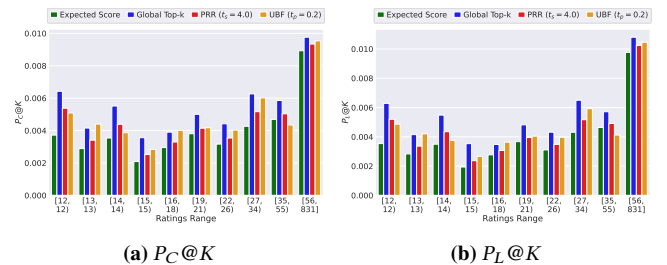 Expected Score Global Top-k PRR (t_s = 4.0) UBF (t_p = 0.2)
0.010
0.008
0.006
0.004
0.002
0.000
P_C@K
[12, 12) [13, 13) [14, 14) [15, 15) [16, 18) [19, 21) [22, 26) [27, 34) [35, 55) [56, 831]
Ratings Range
(a) P_C@K
Expected Score Global Top-k PRR (t_s = 4.0) UBF (t_p = 0.2)
0.010
0.008
0.006
0.004
0.002
0.000
P_L@K
[12, 12) [13, 13) [14, 14) [15, 15) [16, 18) [19, 21) [22, 26) [27, 34) [35, 55) [56, 831]
Ratings Range
(b) P_L@K